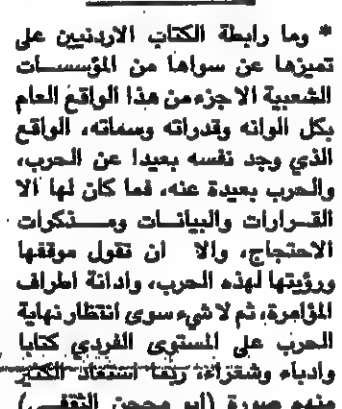 * وما رابطة الكتاب الاردنيين على
تميزها عن سواها من المؤسسات
الشعبية الا جزء من هذا الواقع العام
بكل الوانه وقدراته وسماته، الواقع
الذي وجد نفسه بعيدا عن الحرب،
والحرب بعيدة عنه، فما كان لها الا
القرارات والبيانات ومذكرات
الاحتجاج، والا ان تقول موقفها
ورؤيتها لهذه الحرب، وادانة اطراف
المؤامرة، ثم لا شيء سوى انتظار نهاية
الحرب على المستوى الفردي كتابا
وادباء وشعراء، استعاد الكثير
منهم صورة (ابو محجن الثقفي)